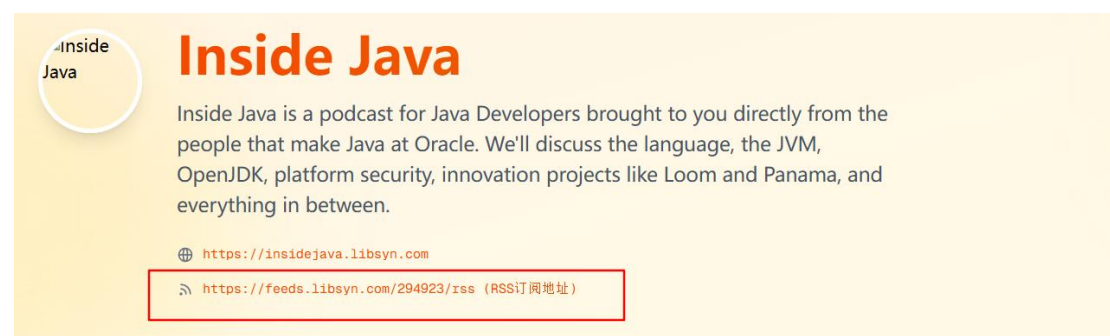 Inside
Java
Inside Java
Inside Java is a podcast for Java Developers brought to you directly from the
people that make Java at Oracle. We'll discuss the language, the JVM,
OpenJDK, platform security, innovation projects like Loom and Panama, and
everything in between.
https://insidejava.libsyn.com
https://feeds.libsyn.com/294923/rss (RSS订阅地址)